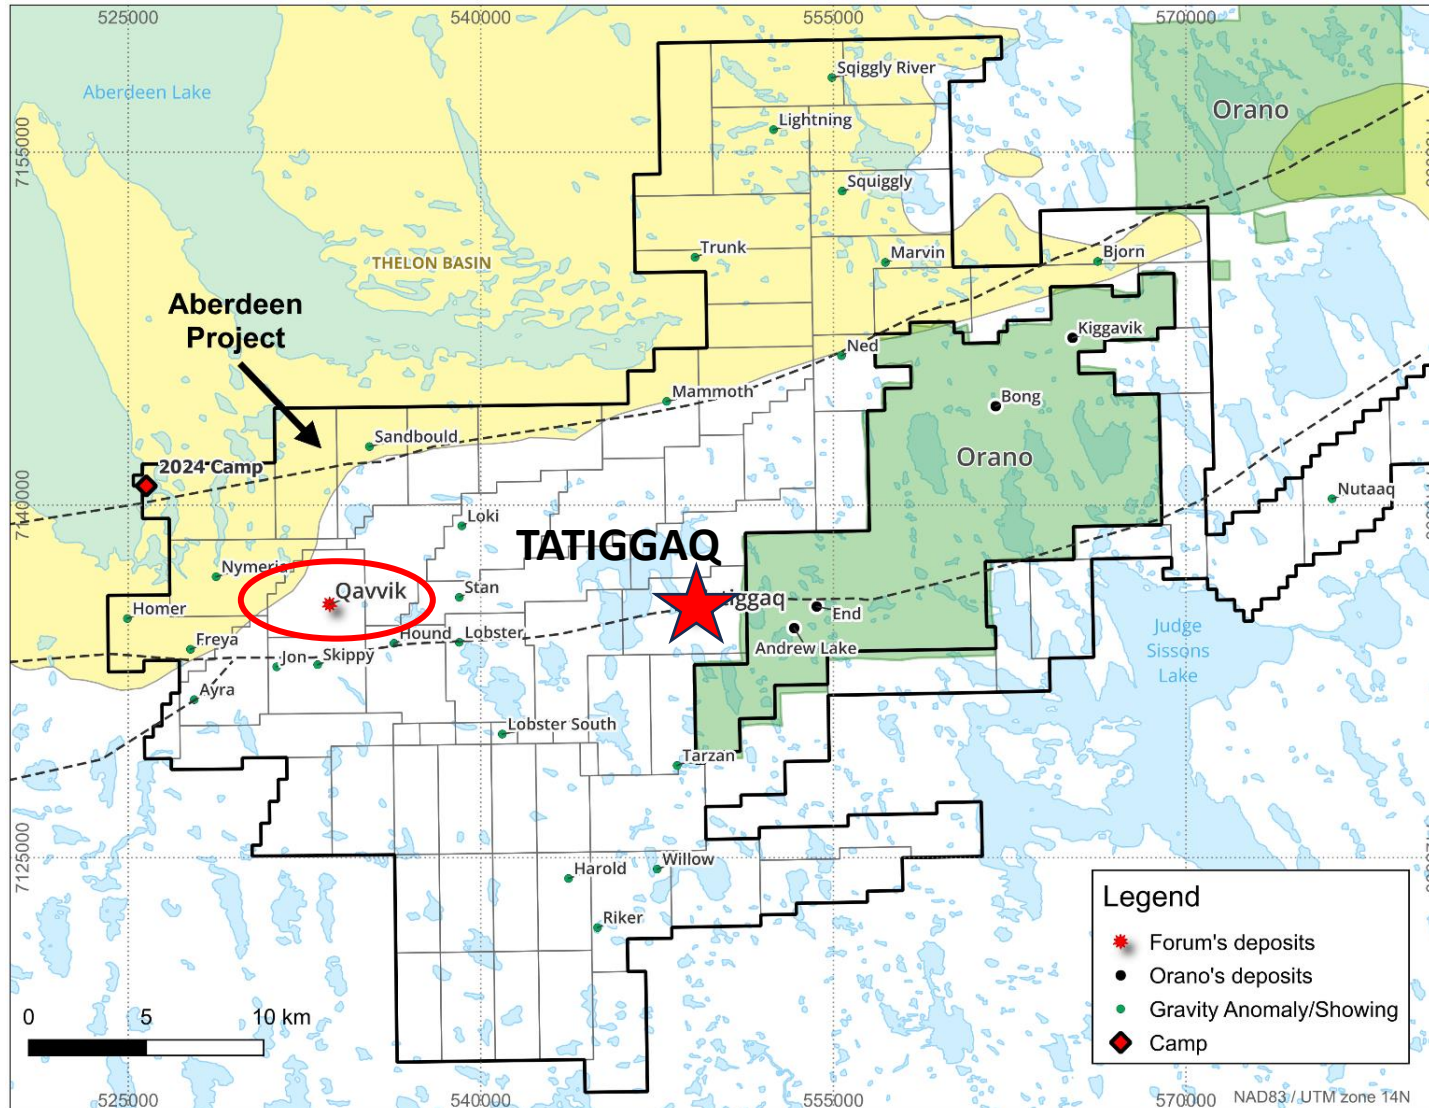 525000
540000
555000
570000
Sqiggly River
Aberdeen Lake
Orano
Lightning
7155000
Squiggly
Trunk
Marvin
Bjorn
THELON BASIN
Aberdeen
Project
Kiggavik
Ned
Mammoth
Bong
Sandbould
Orano
2024 Camp
Nutaaq
7140000
Loki
TATIGGAQ
Nymeria
Qavvik
Stan
tiggaq
Homer
End
Hound
Lobster
Freya
Andrew Lake
Jon
Skippy
Judge
Sissons
Lake
Ayra
Lobster South
Tarzan
7125000
Harold
Willow
Riker
Legend
Forum's deposits
Orano's deposits
Gravity Anomaly/Showing
Camp
0
5
10 km
525000
540000
555000
570000
NAD83 / UTM zone 14N